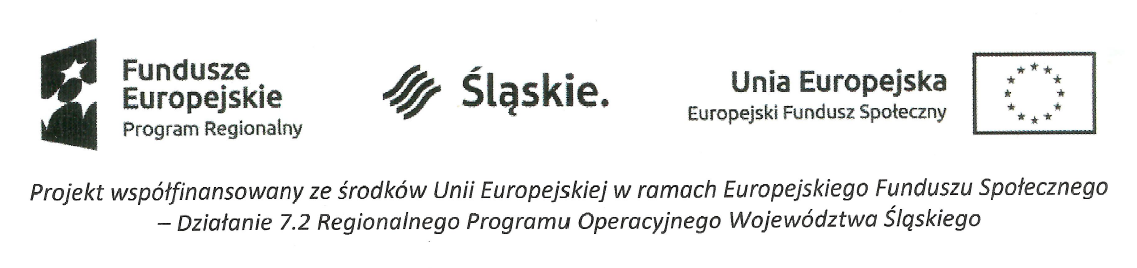 Fundusze
Europejskie
Program Regionalny
Śląskie.
Unia Europejska
Europejski Fundusz Społeczny
Projekt współfinansowany ze środków Unii Europejskiej w ramach Europejskiego Funduszu Społecznego
– Działanie 7.2 Regionalnego Programu Operacyjnego Województwa Śląskiego